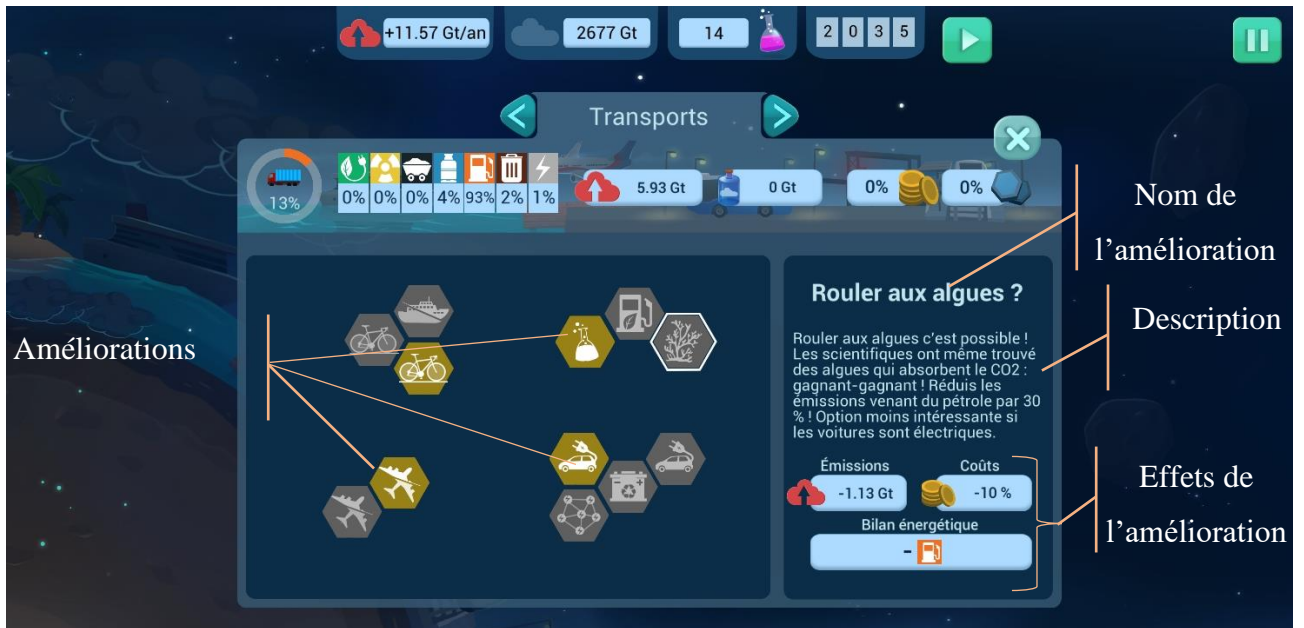 +11.57 Gt/an
2677 Gt
14
2 0 3 5
Transports
13%
0% 0% 0% 4% 93% 2% 1%
5.93 Gt
0 Gt
0%
0%
Nom de
l'amélioration
Description
Améliorations
Rouler aux algues ?
Rouler aux algues c'est possible !
Les scientifiques ont même trouvé
des algues qui absorbent le CO2 :
gagnant-gagnant ! Réduis les
émissions venant du pétrole par 30
% ! Option moins intéressante si
les voitures sont électriques.
Émissions
Coûts
-1.13 Gt
-10 %
Bilan énergétique
-
Effets de
l'amélioration